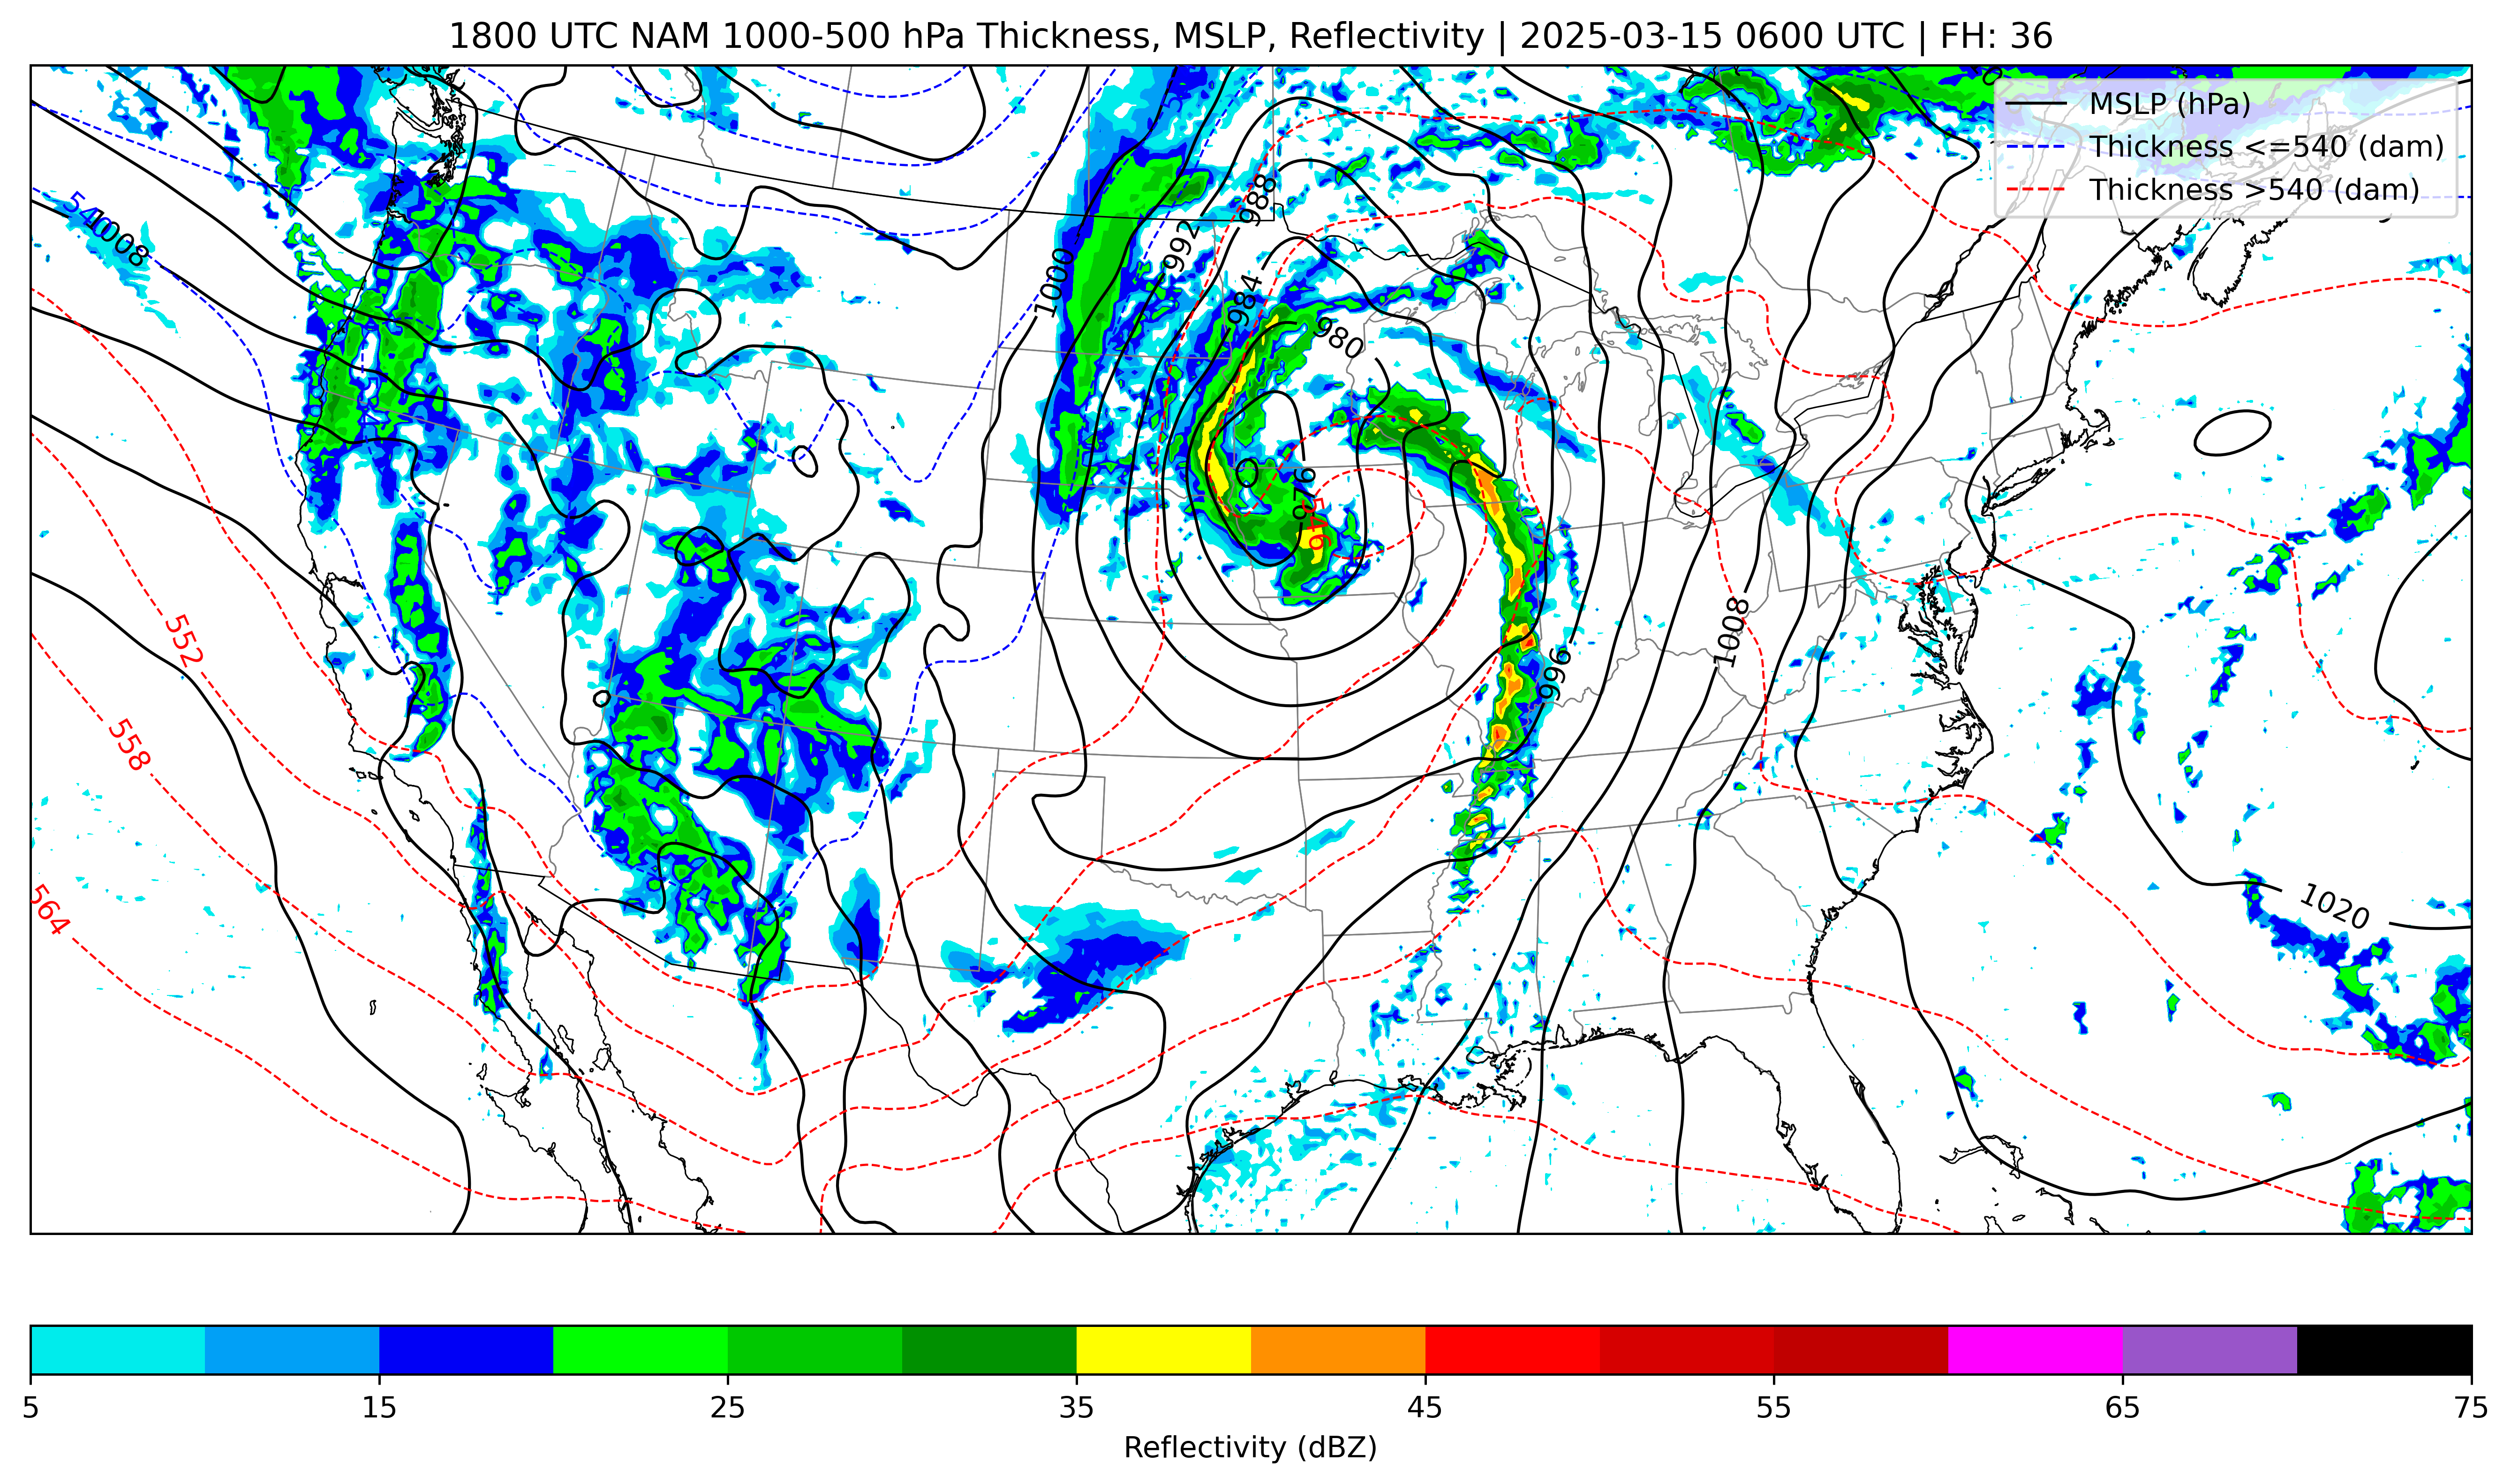 1800 UTC NAM 1000-500 hPa Thickness, MSLP, Reflectivity | 2025-03-15 0600 UTC | FH: 36
MSLP (hPa)
Thickness <=540 (dam)
Thickness >540 (dam)
988
992
1008
1000
984
980
976
546
1008
996
552
558
564
1020
5 15 25 35 45 55 65 75
Reflectivity (dBZ)